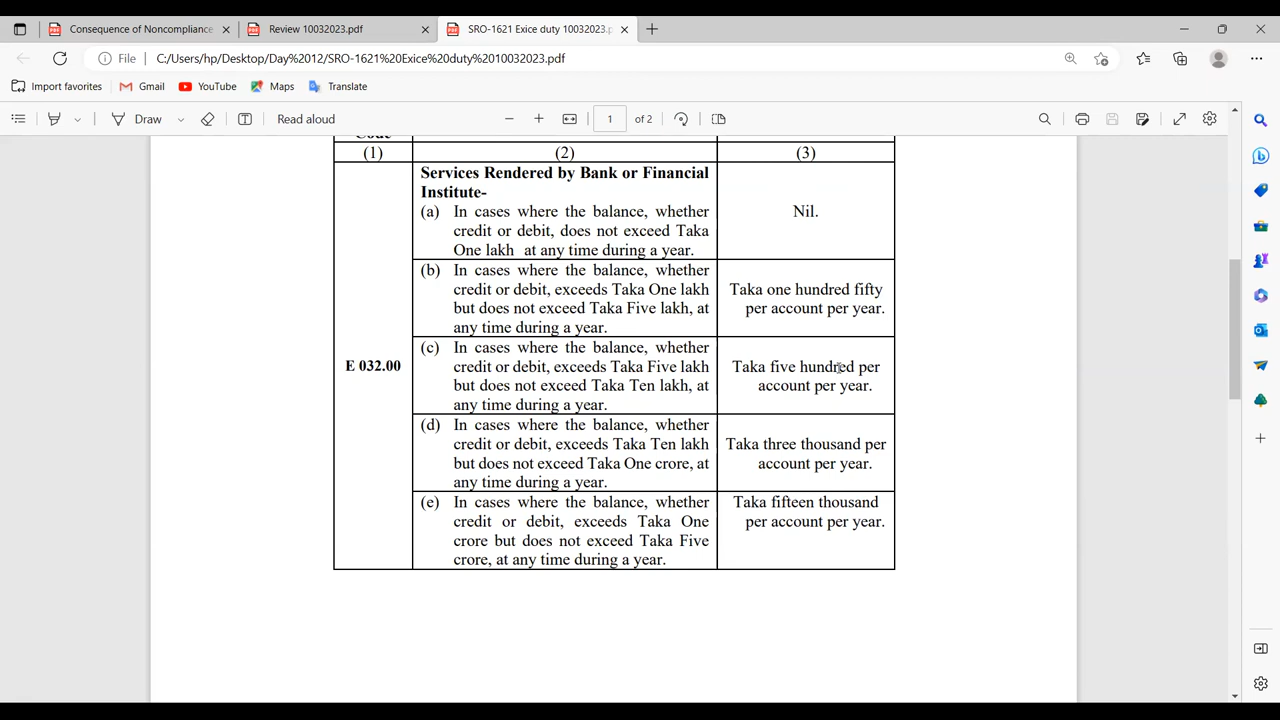 Consequence of Noncompliance
Review 10032023.pdf
SRO-1621 Exice duty 10032023.p
File
C:/Users/hp/Desktop/Day%2012/SRO-1621%20Exice%20duty%2010032023.pdf
Import favorites
Gmail
YouTube
Maps
Translate
Draw
Read aloud
1
of 2
Code
(1)
(2)
(3)
Services Rendered by Bank or Financial
Institute-
(a) In cases where the balance, whether
credit or debit, does not exceed Taka
One lakh at any time during a year.
Nil.
(b) In cases where the balance, whether
credit or debit, exceeds Taka One lakh
but does not exceed Taka Five lakh, at
any time during a year.
Taka one hundred fifty
per account per year.
E 032.00
(c) In cases where the balance, whether
credit or debit, exceeds Taka Five lakh
but does not exceed Taka Ten lakh, at
any time during a year.
Taka five hundred per
account per year.
(d) In cases where the balance, whether
credit or debit, exceeds Taka Ten lakh
but does not exceed Taka One crore, at
any time during a year.
Taka three thousand per
account per year.
(e) In cases where the balance, whether
credit or debit, exceeds Taka One
crore but does not exceed Taka Five
crore, at any time during a year.
Taka fifteen thousand
per account per year.